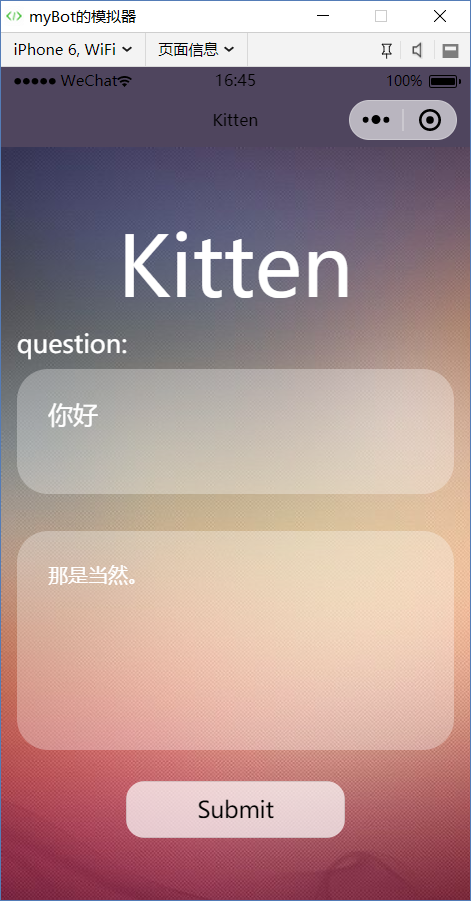 myBot的模拟器
iPhone 6, WiFi 页面信息
WeChat 16:45 100%
Kitten
Kitten
question:
你好
那是当然。
Submit